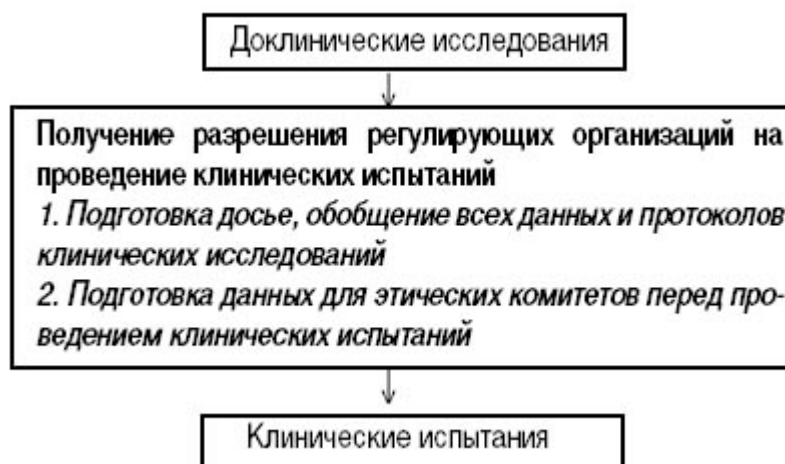 Доклинические исследования
Получение разрешения регулирующих организаций на
проведение клинических испытаний
1. Подготовка досье, обобщение всех данных и протоколов
клинических исследований
2. Подготовка данных для этических комитетов перед про-
ведением клинических испытаний
Клинические испытания